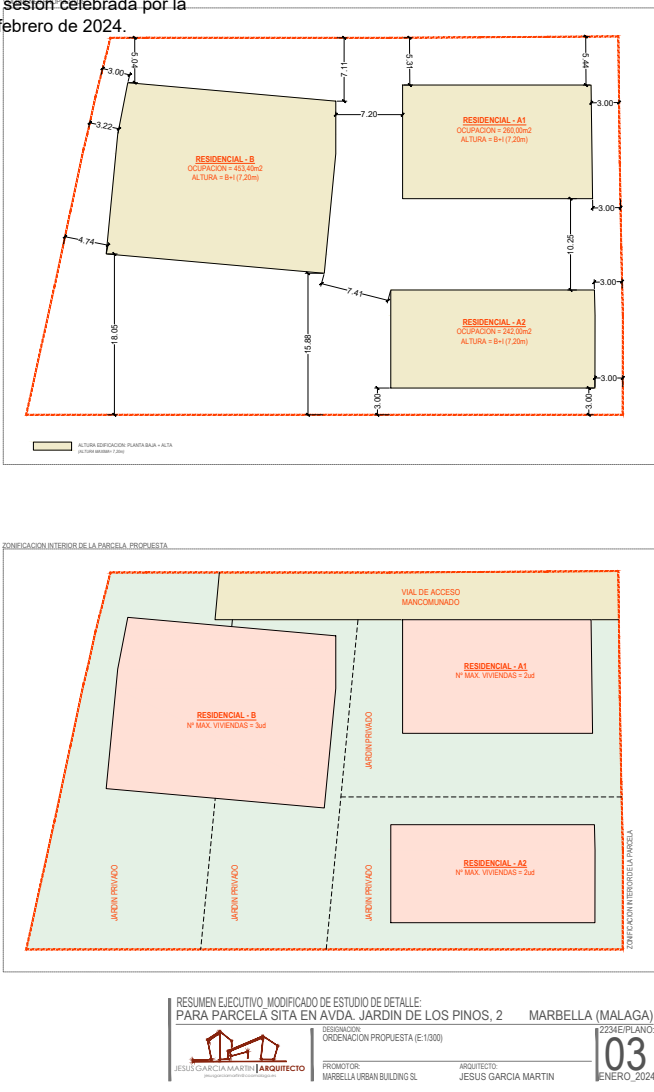 sesión celebrada por la
febrero de 2024.
5.04
7.11
5.31
5.44
3.00
3.22
4.74
7.20
3.00
3.00
RESIDENCIAL - B
OCUPACION = 453,40m2
ALTURA = B+I (7,20m)
RESIDENCIAL - A1
OCUPACION = 260,00m2
ALTURA = B+I (7,20m)
10.25
7.41
18.05
15.88
RESIDENCIAL - A2
OCUPACION = 242,00m2
ALTURA = B+I (7,20m)
3.00
3.00
3.00
3.00
ALTURA EDIFICACION: PLANTA BAJA + ALTA
(ALTURA MAXIMA= 7,20m)
ZONIFICACION INTERIOR DE LA PARCELA PROPUESTA
VIAL DE ACCESO
MANCOMUNADO
RESIDENCIAL - B
Nº MAX. VIVIENDAS = 3ud
RESIDENCIAL - A1
Nº MAX. VIVIENDAS = 2ud
JARDIN PRIVADO
RESIDENCIAL - A2
Nº MAX. VIVIENDAS = 2ud
JARDIN PRIVADO
JARDIN PRIVADO
JARDIN PRIVADO
ZONIFICACION INTERIOR DE LA PARCELA
RESUMEN EJECUTIVO_MODIFICADO DE ESTUDIO DE DETALLE:
PARA PARCELA SITA EN AVDA. JARDIN DE LOS PINOS, 2 MARBELLA (MALAGA)
JESUS GARCIA MARTIN ARQUITECTO
DESIGNACION:
ORDENACION PROPUESTA (E:1/300)
PROMOTOR:
MARBELLA URBAN BUILDING SL
ARQUITECTO:
JESUS GARCIA MARTIN
2234E/PLANO:
03
ENERO_2024